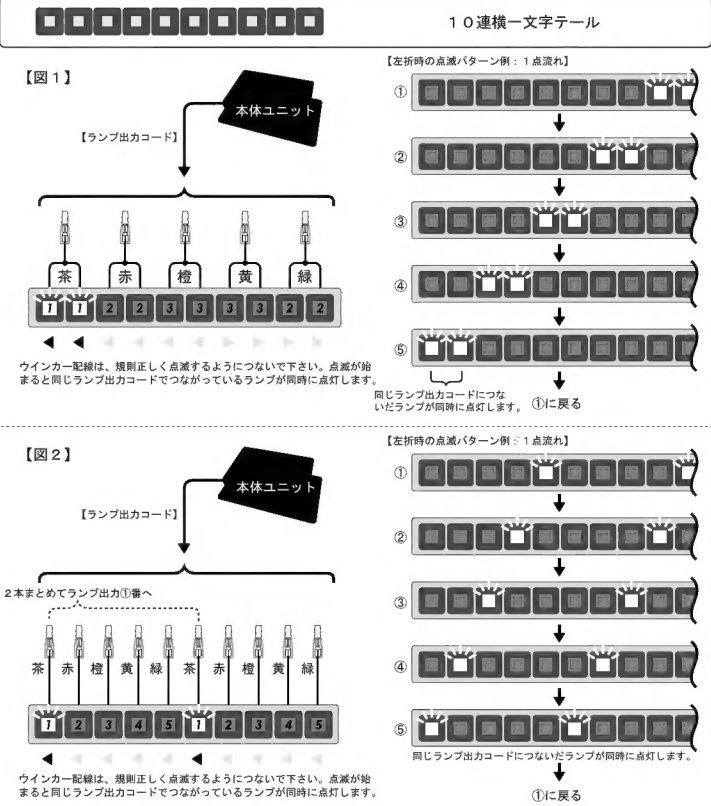 10連横一文字テール
【図1】
本体ユニット
【ランプ出力コード】
茶 赤 橙 黄 緑
1 1 2 2 3 3 3 3 2 2
ウインカー配線は、規則正しく点滅するようにつないで下さい。点滅が始
まると同じランプ出力コードでつながっているランプが同時に点灯します。
【左折時の点滅パターン例:1点流れ】
①
②
③
④
⑤
同じランプ出力コードにつな
いだランプが同時に点灯します。
①に戻る
【図2】
本体ユニット
【ランプ出力コード】
2本まとめてランプ出力①番へ
茶 赤 橙 黄 緑 茶 赤 橙 黄 緑
1 2 3 4 5 1 2 3 4 5
ウインカー配線は、規則正しく点滅するようにつないで下さい。点滅が始
まると同じランプ出力コードでつながっているランプが同時に点灯します。
【左折時の点滅パターン例:1点流れ】
①
②
③
④
⑤
同じランプ出力コードにつないだランプが同時に点灯します。
①に戻る